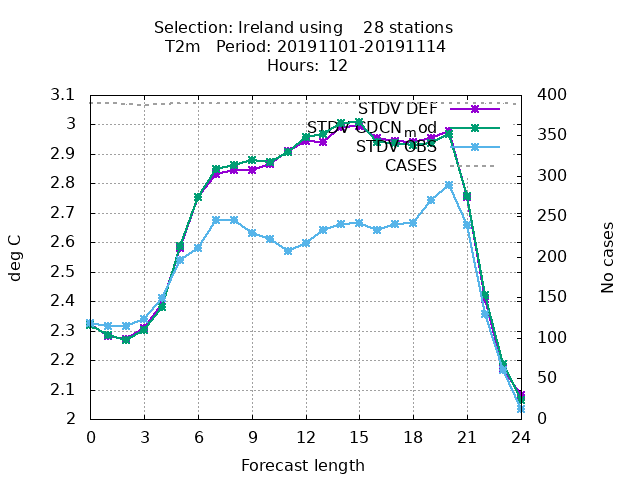 Selection: Ireland using    28 stations
T2m   Period: 20191101-20191114
Hours: 12
STDV DEF
STDV CDCN_mod
STDV OBS
CASES
deg C
No cases
3.1
3
2.9
2.8
2.7
2.6
2.5
2.4
2.3
2.2
2.1
2
400
350
300
250
200
150
100
50
0
0 3 6 9 12 15 18 21 24
Forecast length